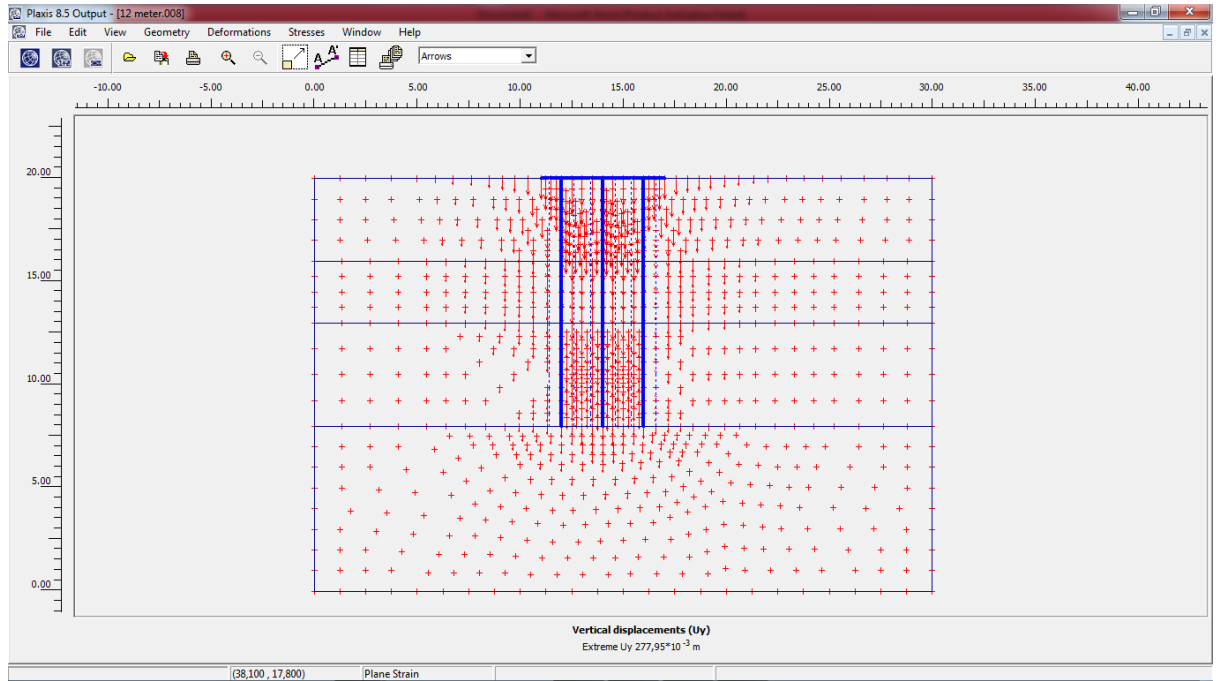 Plaxis 8.5 Output - [12 meter.008]
File Edit View Geometry Deformations Stresses Window Help
Arrows
-10.00 -5.00 0.00 5.00 10.00 15.00 20.00 25.00 30.00 35.00 40.00
20.00
15.00
10.00
5.00
0.00
Vertical displacements (Uy)
Extreme Uy 277,95*10-3 m
(38,100 , 17,800) Plane Strain